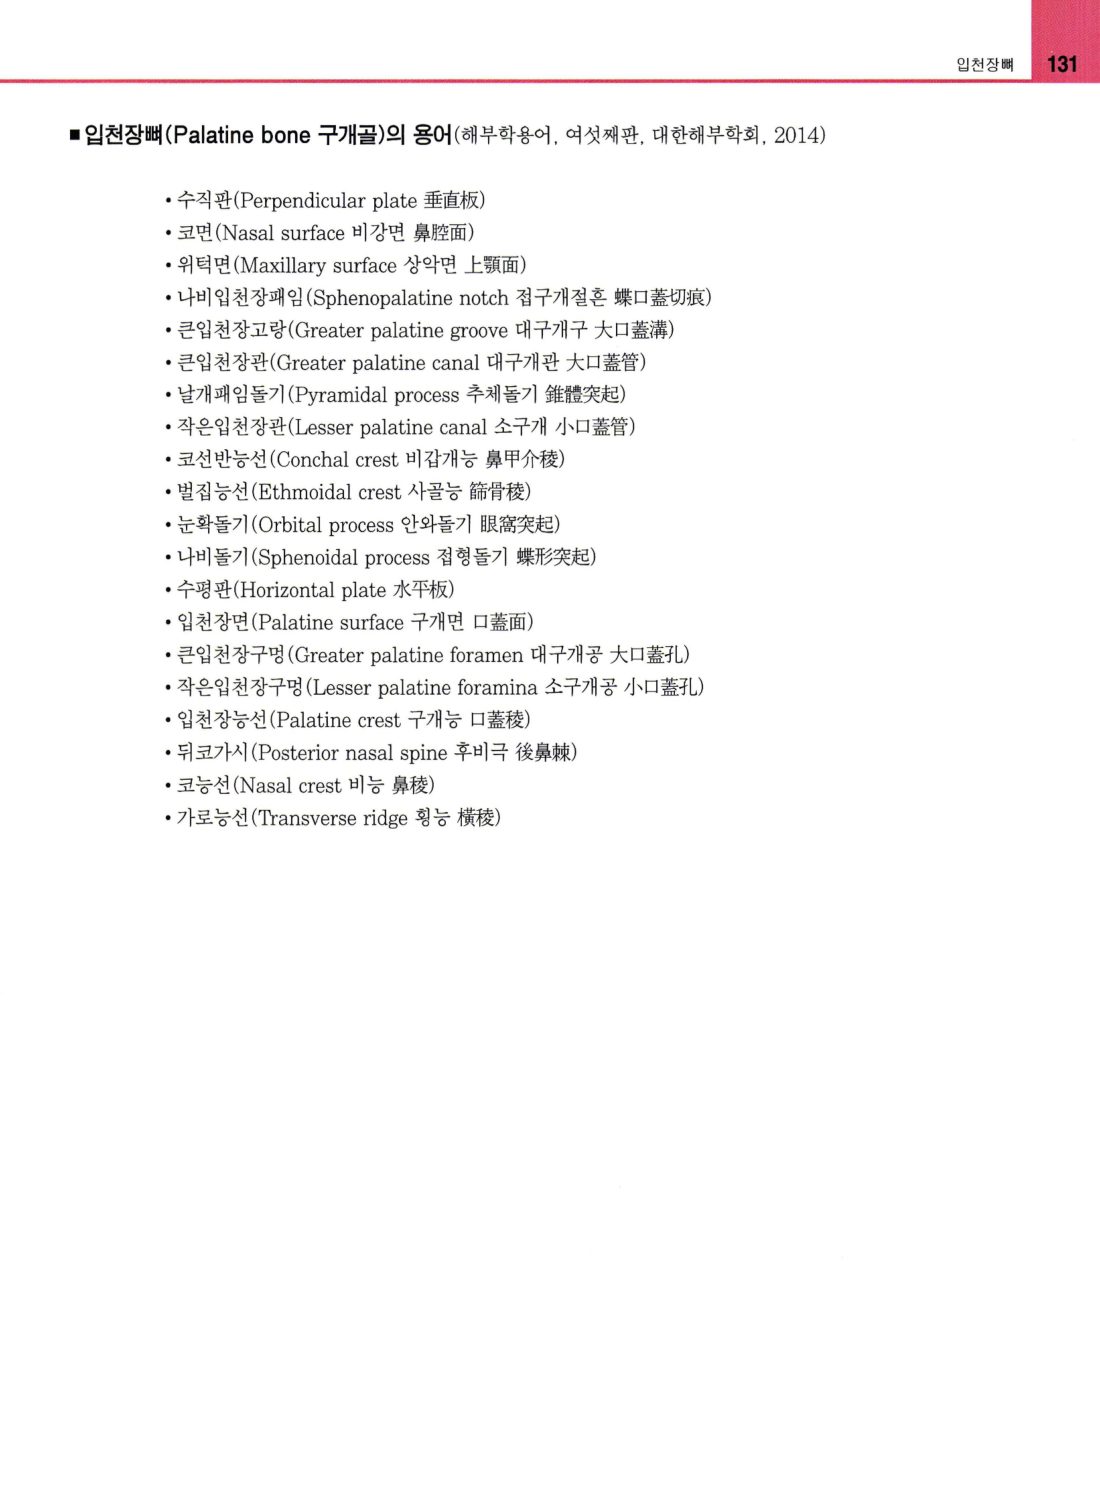 입천장뼈 131
■ 입천장뼈(Palatine bone 구개골)의 용어(해부학용어, 여섯째판, 대한해부학회, 2014)
• 수직판(Perpendicular plate 垂直板)
• 코면(Nasal surface 비강면 鼻腔面)
• 위턱면(Maxillary surface 상악면 上顎面)
• 나비입천장패임(Sphenopalatine notch 접구개절흔 蝶口蓋切痕)
• 큰입천장고랑(Greater palatine groove 대구개구 大口蓋溝)
• 큰입천장관(Greater palatine canal 대구개관 大口蓋管)
• 날개패임돌기(Pyramidal process 추체돌기 錐體突起)
• 작은입천장관(Lesser palatine canal 소구개 小口蓋管)
• 코선반능선(Conchal crest 비갑개능 鼻甲介稜)
• 벌집능선(Ethmoidal crest 사골능 篩骨稜)
• 눈확돌기(Orbital process 안와돌기 眼窩突起)
• 나비돌기(Sphenoidal process 접형돌기 蝶形突起)
• 수평판(Horizontal plate 水平板)
• 입천장면(Palatine surface 구개면 口蓋面)
• 큰입천장구멍(Greater palatine foramen 대구개공 大口蓋孔)
• 작은입천장구멍(Lesser palatine foramina 소구개공 小口蓋孔)
• 입천장능선(Palatine crest 구개능 口蓋稜)
• 뒤코가시(Posterior nasal spine 후비극 後鼻棘)
• 코능선(Nasal crest 비능 鼻稜)
• 가로능선(Transverse ridge 횡능 橫稜)